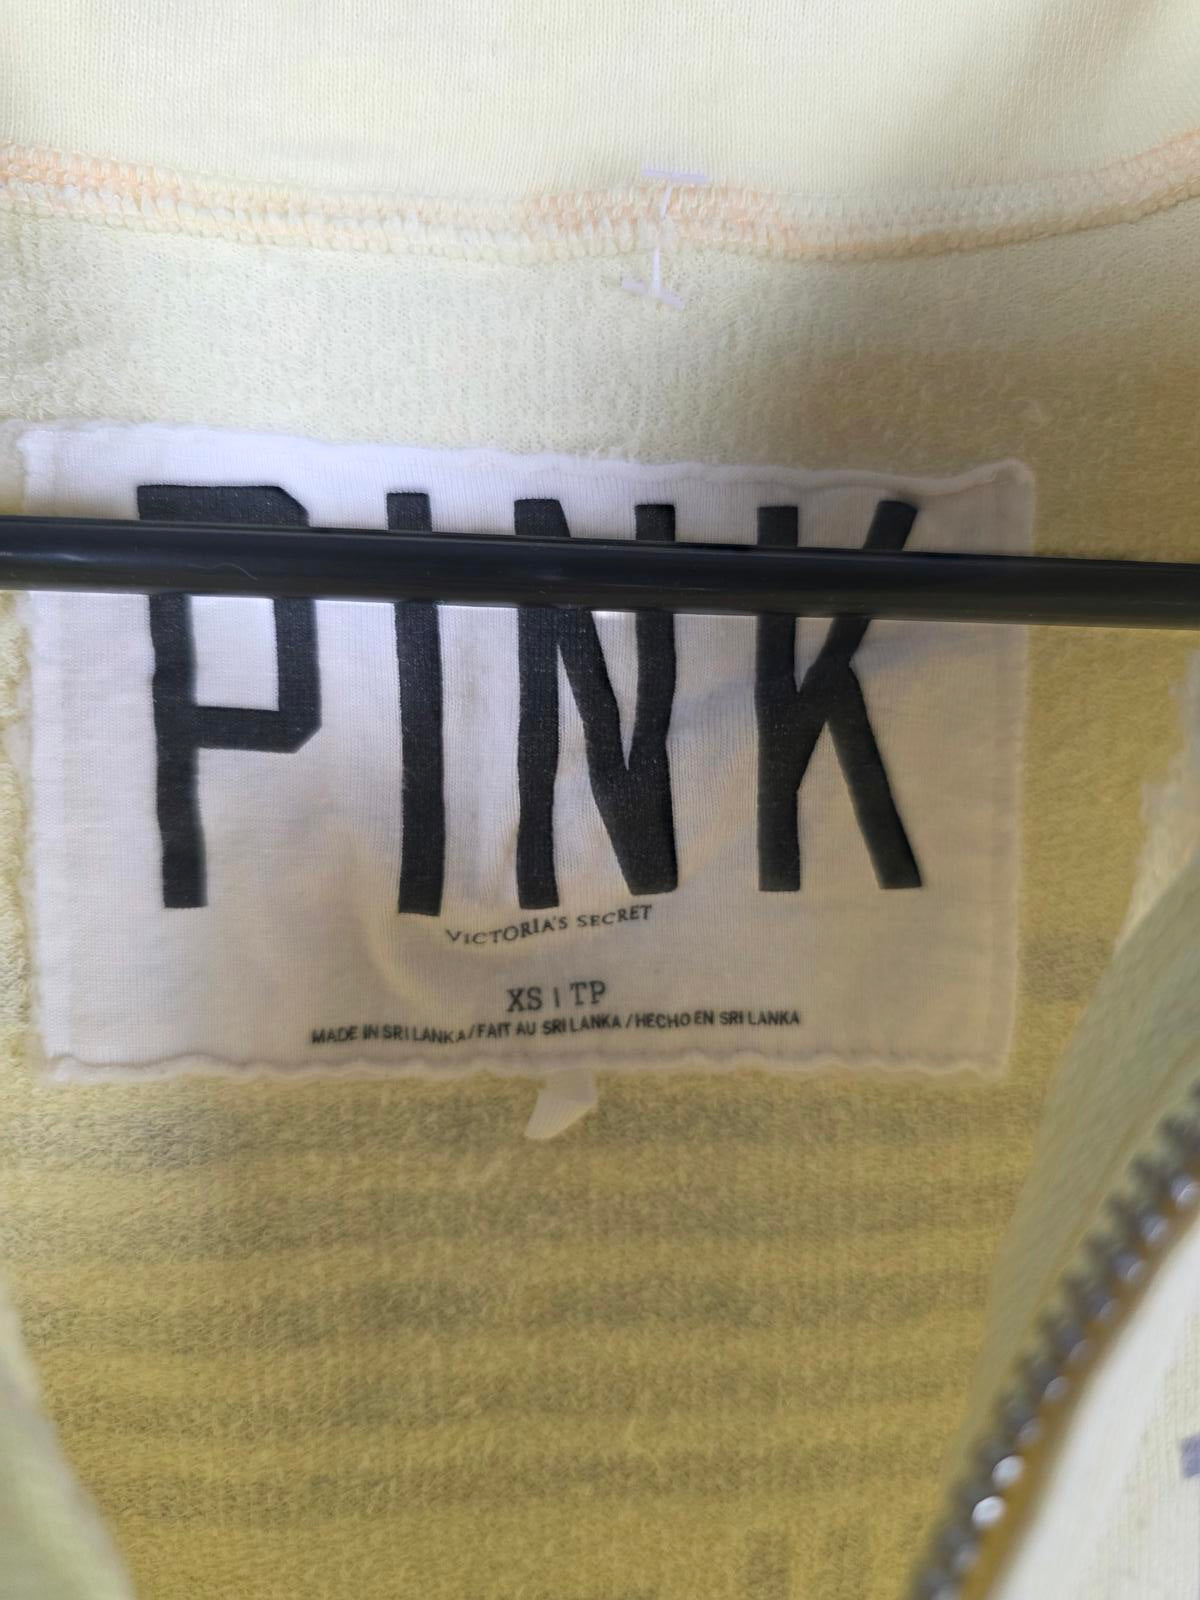 PINK
VICTORIA'S SECRET
XS | TP
MADE IN SRI LANKA/FAIT AU SRI LANKA/HECHO EN SRI LANKA